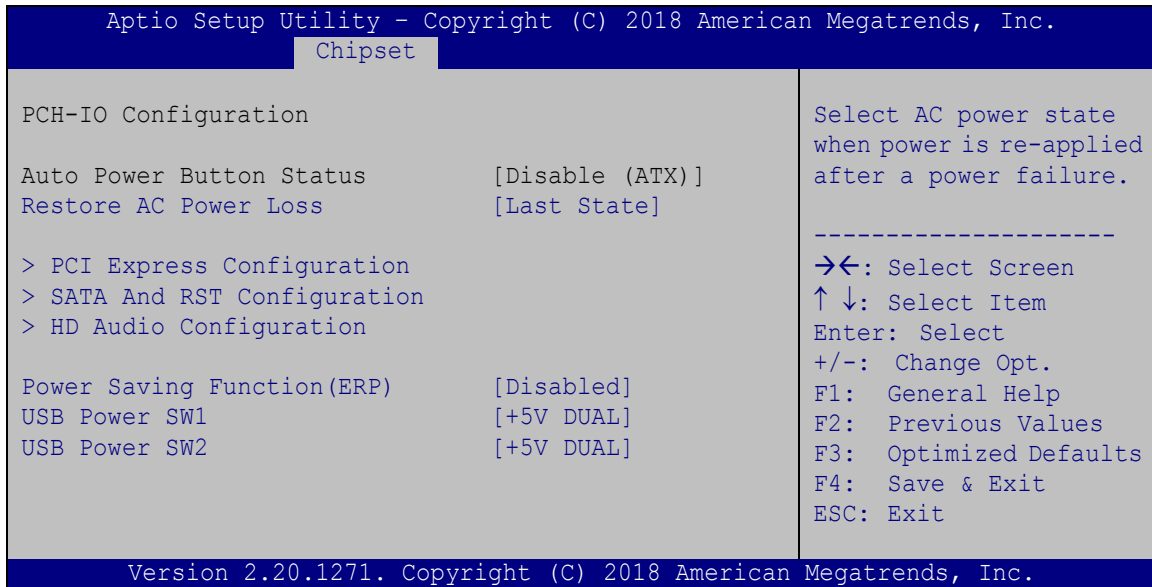 Aptio Setup Utility – Copyright (C) 2018 American Megatrends, Inc.
Chipset
PCH-IO Configuration
Auto Power Button Status [Disable (ATX)]
Restore AC Power Loss [Last State]
> PCI Express Configuration
> SATA And RST Configuration
> HD Audio Configuration
Power Saving Function(ERP) [Disabled]
USB Power SW1 [+5V DUAL]
USB Power SW2 [+5V DUAL]
Select AC power state
when power is re-applied
after a power failure.
---------------------
→←: Select Screen
↑ ↓: Select Item
Enter: Select
+/-: Change Opt.
F1: General Help
F2: Previous Values
F3: Optimized Defaults
F4: Save & Exit
ESC: Exit
Version 2.20.1271. Copyright (C) 2018 American Megatrends, Inc.